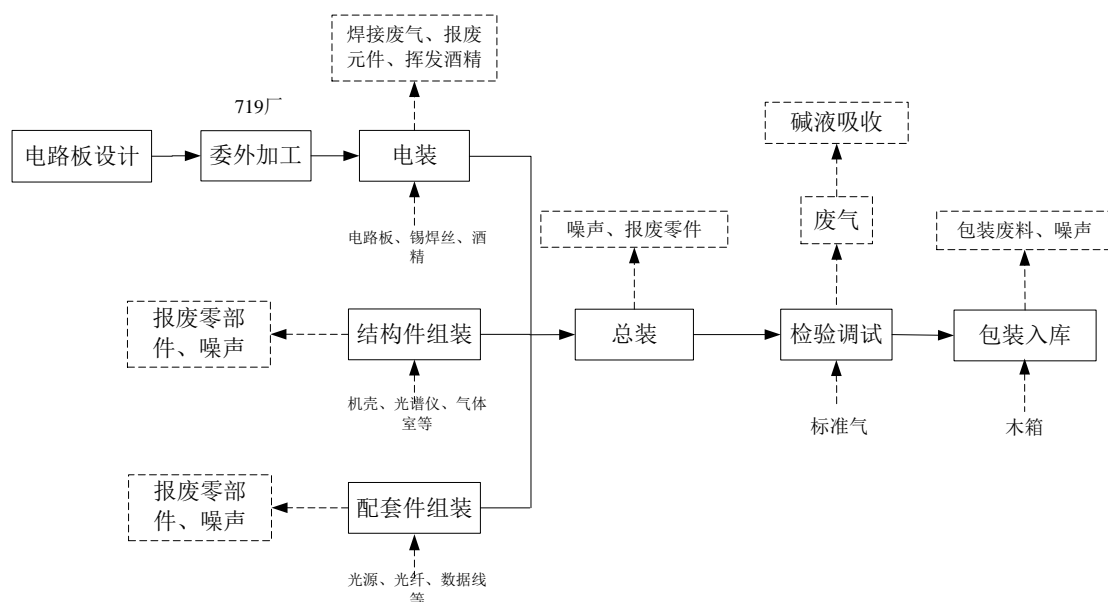 焊接废气、报废
元件、挥发酒精
719厂
碱液吸收
电路板设计
委外加工
电装
废气
噪声、报废零件
包装废料、噪声
电路板、锡焊丝、酒
精
报废零部
件、噪声
结构件组装
总装
检验调试
包装入库
机壳、光谱仪、气体
室等
标准气
木箱
报废零部
件、噪声
配套件组装
光源、光纤、数据线
等